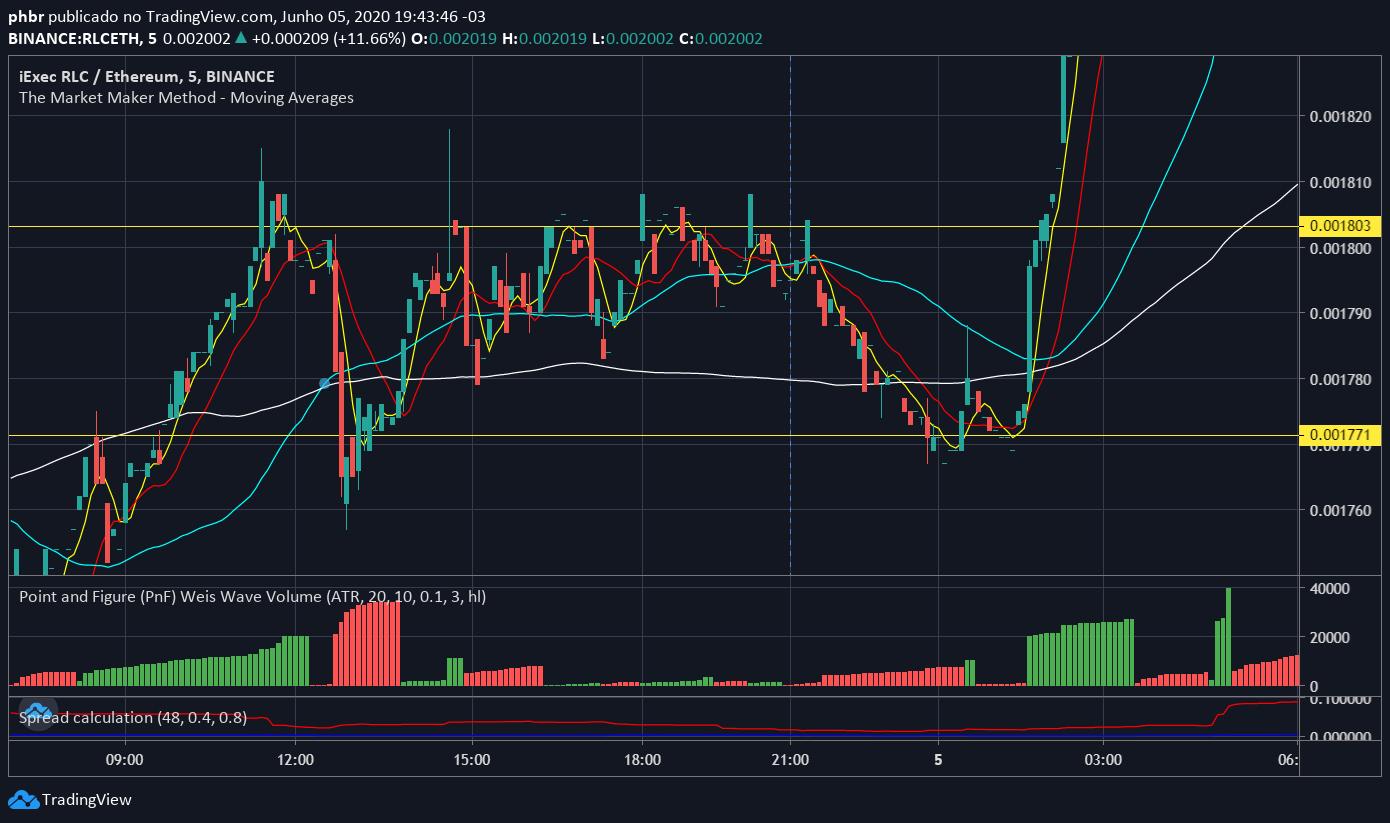 phbr publicado no TradingView.com, Junho 05, 2020 19:43:46 -03
BINANCE:RLCETH, 5 0.002002 ▲ +0.000209 (+11.66%) O:0.002019 H:0.002019 L:0.002002 C:0.002002
iExec RLC / Ethereum, 5, BINANCE
The Market Maker Method - Moving Averages
0.001820
0.001810
0.001803
0.001800
0.001790
0.001780
0.001771
0.001770
0.001760
Point and Figure (PnF) Weis Wave Volume (ATR, 20, 10, 0.1, 3, hl)
40000
20000
0
Spread calculation (48, 0.4, 0.8)
0.100000
0.000000
09:00 12:00 15:00 18:00 21:00 5 03:00 06:
TradingView